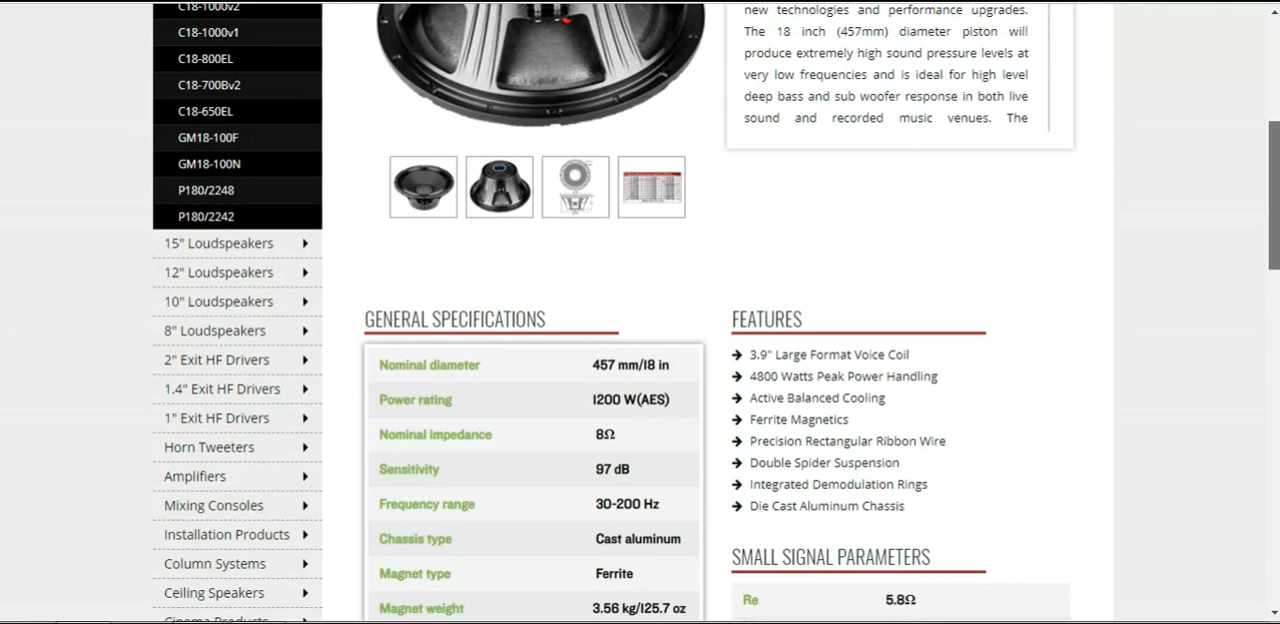 C18-1000v2
C18-1000v1
C18-800EL
C18-700Bv2
C18-650EL
GM18-100F
GM18-100N
P180/2248
P180/2242
15" Loudspeakers
12" Loudspeakers
10" Loudspeakers
8" Loudspeakers
2" Exit HF Drivers
1.4" Exit HF Drivers
1" Exit HF Drivers
Horn Tweeters
Amplifiers
Mixing Consoles
Installation Products
Column Systems
Ceiling Speakers
Cinema Products
new technologies and performance upgrades.
The 18 inch (457mm) diameter piston will
produce extremely high sound pressure levels at
very low frequencies and is ideal for high level
deep bass and sub woofer response in both live
sound and recorded music venues. The
GENERAL SPECIFICATIONS
Nominal diameter 457 mm/18 in
Power rating 1200 W(AES)
Nominal impedance 8Ω
Sensitivity 97 dB
Frequency range 30-200 Hz
Chassis type Cast aluminum
Magnet type Ferrite
Magnet weight 3.56 kg/125.7 oz
FEATURES
3.9" Large Format Voice Coil
4800 Watts Peak Power Handling
Active Balanced Cooling
Ferrite Magnetics
Precision Rectangular Ribbon Wire
Double Spider Suspension
Integrated Demodulation Rings
Die Cast Aluminum Chassis
SMALL SIGNAL PARAMETERS
Re 5.8Ω